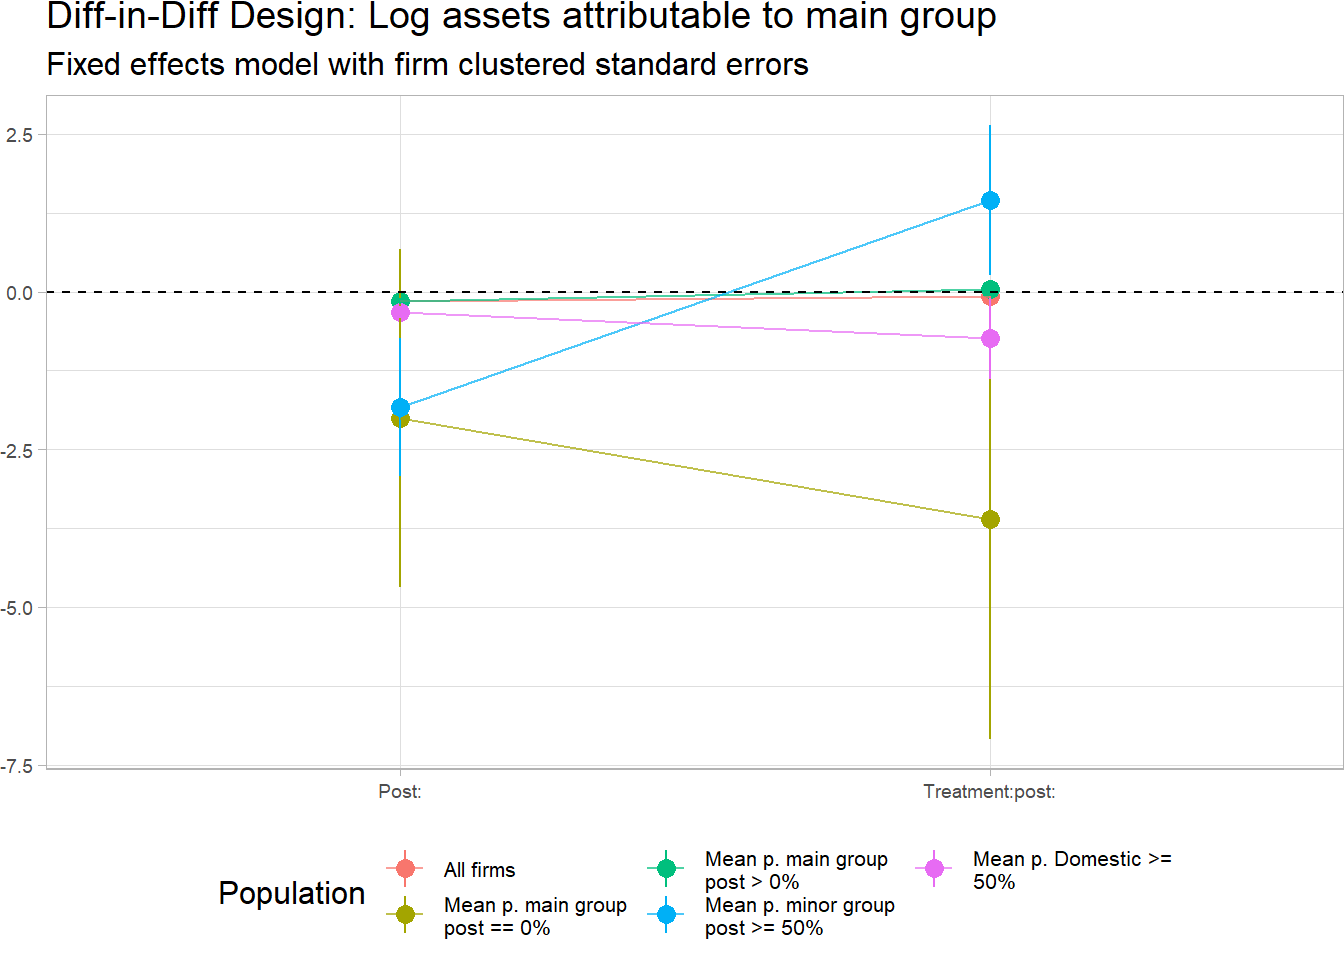 Diff-in-Diff Design: Log assets attributable to main group
Fixed effects model with firm clustered standard errors
2.5
0.0
-2.5
-5.0
-7.5
Post:
Treatment:post:
Population
All firms
Mean p. main group
post == 0%
Mean p. main group
post > 0%
Mean p. minor group
post >= 50%
Mean p. Domestic >=
50%